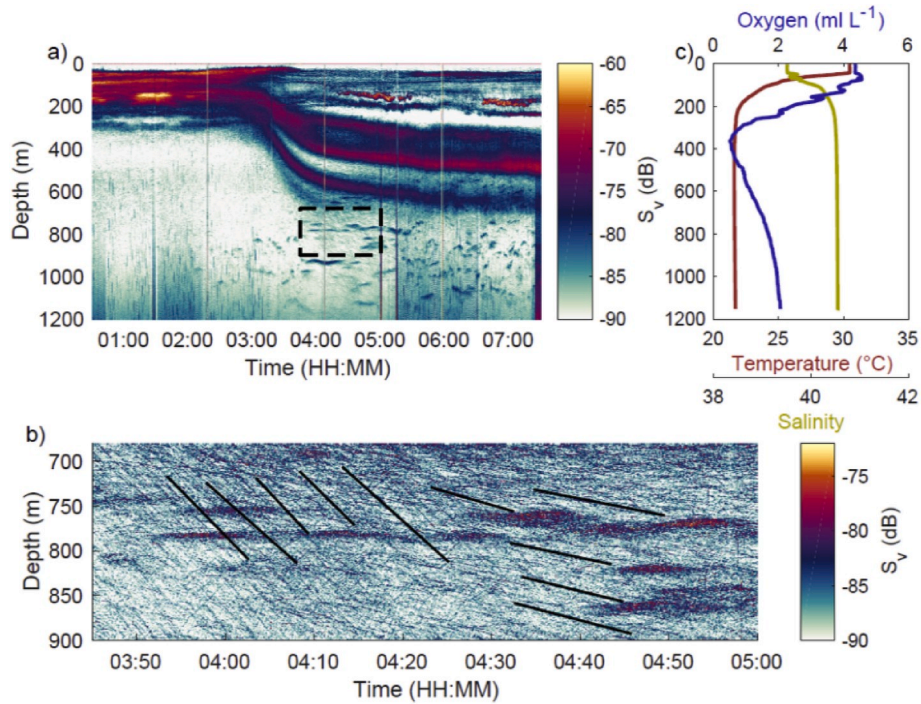 a)
0
200
400
600
800
1000
1200
Depth (m)
01:00 02:00 03:00 04:00 05:00 06:00 07:00
Time (HH:MM)
-60
-65
-70
-75
-80
-85
-90
Sᵥ (dB)
c)
Oxygen (ml L⁻¹)
0 2 4 6
0
200
400
600
800
1000
1200
20 25 30 35
Temperature (°C)
38 40 42
Salinity
b)
700
750
800
850
900
Depth (m)
03:50 04:00 04:10 04:20 04:30 04:40 04:50 05:00
Time (HH:MM)
-75
-80
-85
-90
Sᵥ (dB)